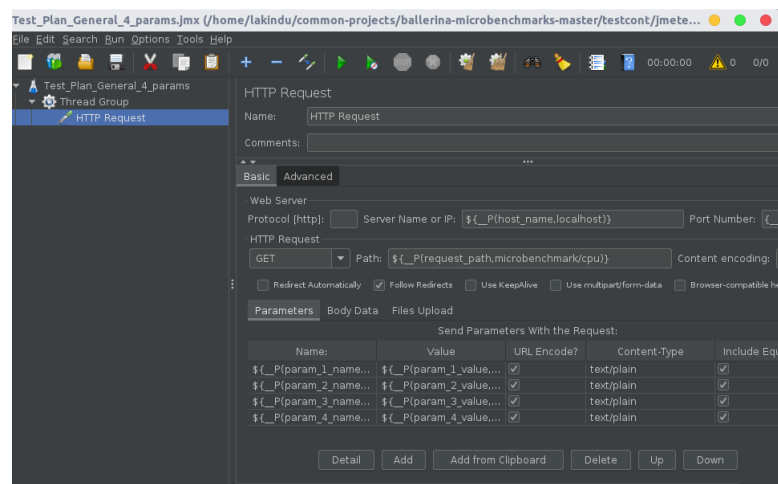 Test_Plan_General_4_params.jmx (/home/lakindu/common-projects/ballerina-microbenchmarks-master/testcont/jmete...
File Edit Search Run Options Tools Help
00:00:00 0 0/0
Test_Plan_General_4_params
Thread Group
HTTP Request
HTTP Request
Name: HTTP Request
Comments:
Basic Advanced
Web Server
Protocol [http]: Server Name or IP: ${__P(host_name,localhost)} Port Number: {_
HTTP Request
GET Path: ${__P(request_path,microbenchmark/cpu)} Content encoding:
Redirect Automatically Follow Redirects Use KeepAlive Use multipart/form-data Browser-compatible he
Parameters Body Data Files Upload
Send Parameters With the Request:
Name: Value URL Encode? Content-Type Include Equ
${__P(param_1_name... ${__P(param_1_value,... text/plain
${__P(param_2_name... ${__P(param_2_value,... text/plain
${__P(param_3_name... ${__P(param_3_value,... text/plain
${__P(param_4_name... ${__P(param_4_value,... text/plain
Detail Add Add from Clipboard Delete Up Down